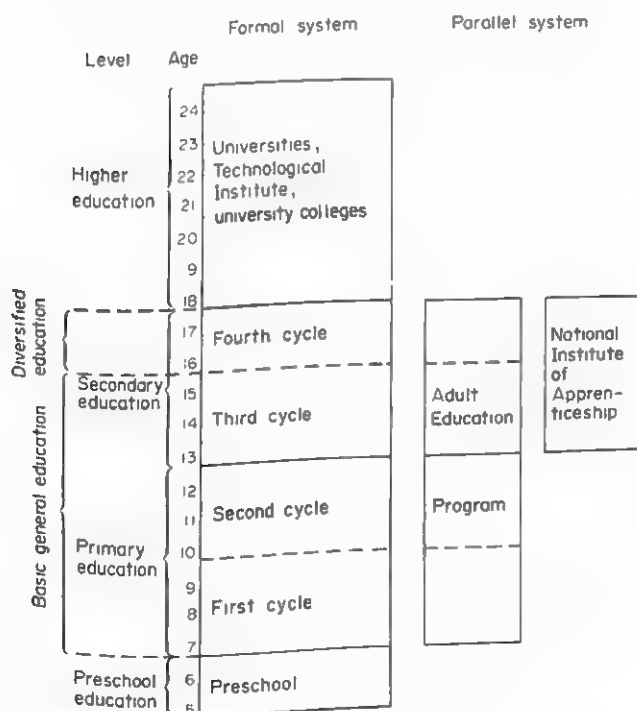 Formal system
Parallel system
Level
Age
24
23
22
21
20
9
18
17
16
15
14
13
12
11
10
9
8
7
6
5
Higher
education
Universities,
Technological
Institute,
university colleges
Diversified
education
Fourth cycle
National
Institute
of
Appren-
ticeship
Secondary
education
Third cycle
Adult
Education
Basic general education
Second cycle
Program
Primary
education
First cycle
Preschool
education
Preschool